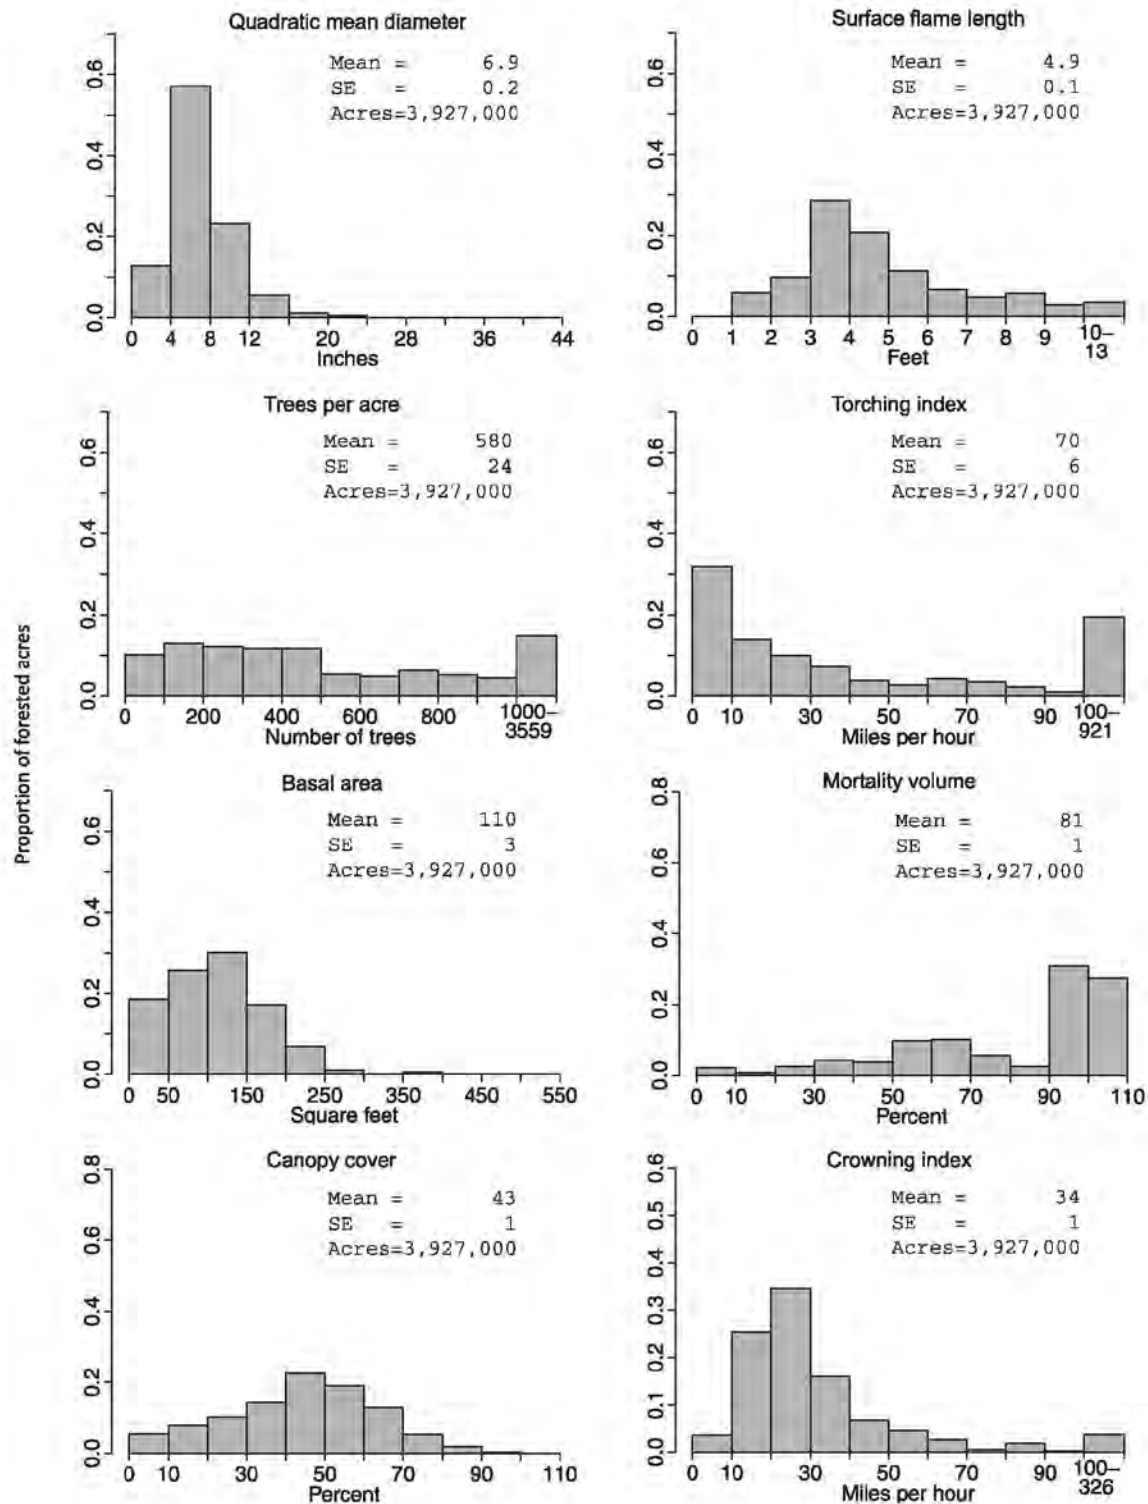 Proportion of forested acres
Quadratic mean diameter
Mean = 6.9
SE = 0.2
Acres=3,927,000
0.0 0.2 0.4 0.6
0 4 8 12 20 28 36 44
Inches
Surface flame length
Mean = 4.9
SE = 0.1
Acres=3,927,000
0.0 0.2 0.4 0.6
0 1 2 3 4 5 6 7 8 9 10–
13
Feet
Trees per acre
Mean = 580
SE = 24
Acres=3,927,000
0.0 0.2 0.4 0.6
0 200 400 600 800 1000–
3559
Number of trees
Torching index
Mean = 70
SE = 6
Acres=3,927,000
0.0 0.2 0.4 0.6
0 10 30 50 70 90 100–
921
Miles per hour
Basal area
Mean = 110
SE = 3
Acres=3,927,000
0.0 0.2 0.4 0.6
0 50 150 250 350 450 550
Square feet
Mortality volume
Mean = 81
SE = 1
Acres=3,927,000
0.0 0.2 0.4 0.6 0.8
0 10 30 50 70 90 110
Percent
Canopy cover
Mean = 43
SE = 1
Acres=3,927,000
0.0 0.2 0.4 0.6 0.8
0 10 30 50 70 90 110
Percent
Crowning index
Mean = 34
SE = 1
Acres=3,927,000
0.0 0.1 0.2 0.3 0.4 0.5 0.6
0 10 30 50 70 90 100–
326
Miles per hour